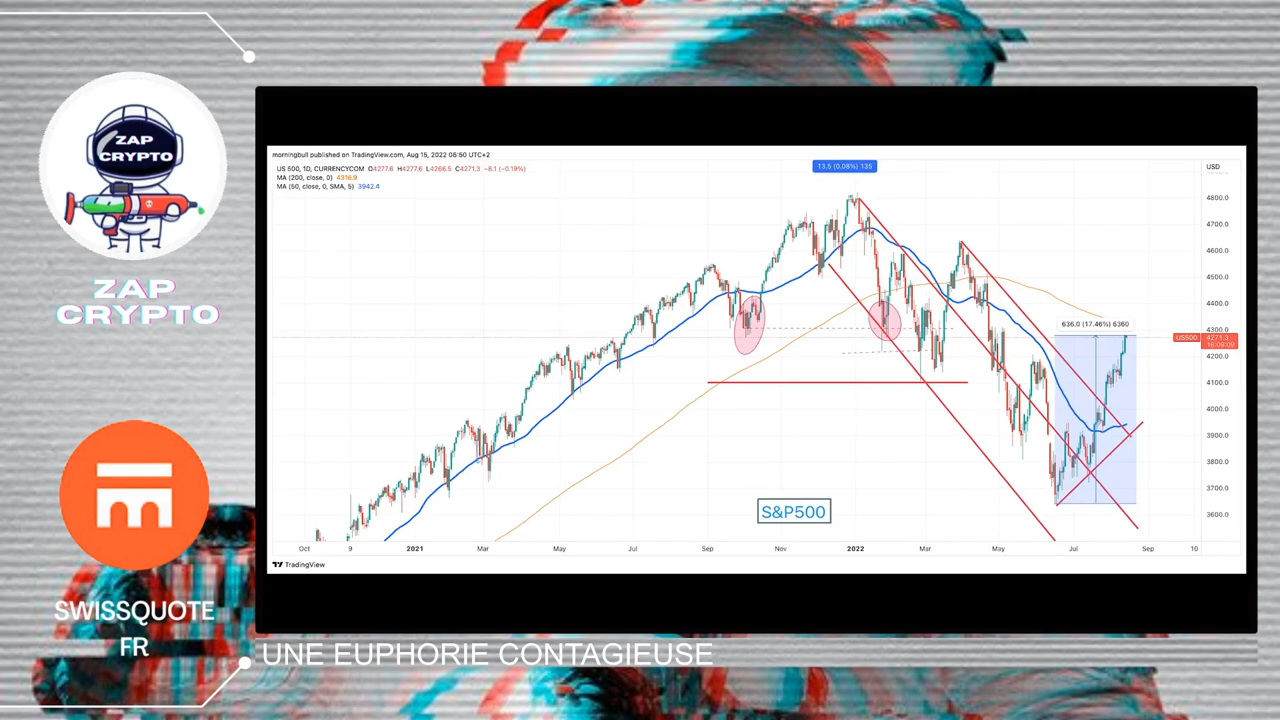 ZAP
CRYPTO
ZAP
CRYPTO
SWISSQUOTE
FR
morningbull published on TradingView.com, Aug 15, 2022 06:50 UTC+2
US 500, 1D, CURRENCYCOM O4277.6 H4277.6 L4266.5 C4271.3 −8.1 (−0.19%)
MA (200, close, 0) 4316.9
MA (50, close, 0, SMA, 5) 3942.4
13.5 (0.08%) 135
USD
4800.0
4700.0
4600.0
4500.0
4400.0
636.0 (17.46%) 6360
4300.0
US500 4271.3
16:09:09
4200.0
4100.0
4000.0
3900.0
3800.0
3700.0
3600.0
S&P500
Oct 9 2021 Mar May Jul Sep Nov 2022 Mar May Jul Sep 10
TradingView
UNE EUPHORIE CONTAGIEUSE